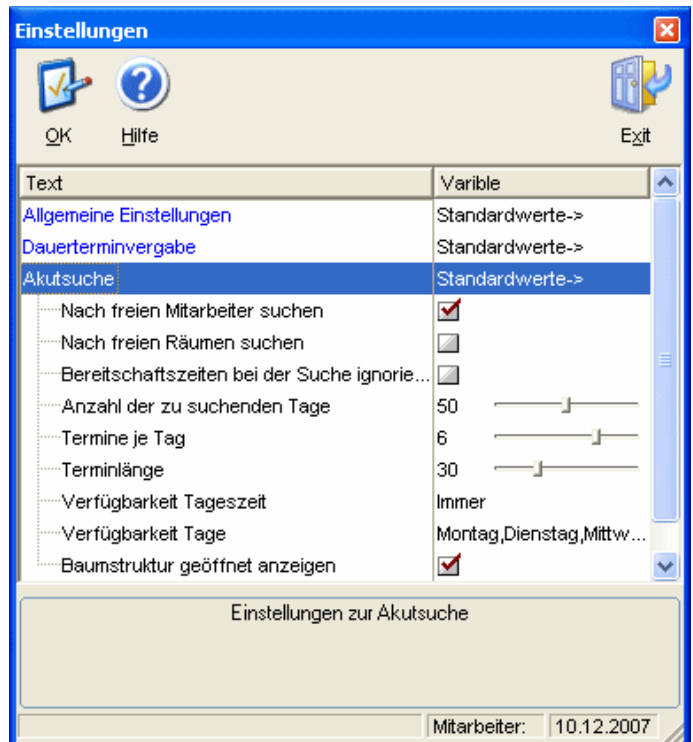 Einstellungen
OK Hilfe Exit
Text Varible
Allgemeine Einstellungen Standardwerte->
Dauerterminvergabe Standardwerte->
Akutsuche Standardwerte->
Nach freien Mitarbeiter suchen
Nach freien Räumen suchen
Bereitschaftszeiten bei der Suche ignorie...
Anzahl der zu suchenden Tage 50
Termine je Tag 6
Terminlänge 30
Verfügbarkeit Tageszeit Immer
Verfügbarkeit Tage Montag,Dienstag,Mittw...
Baumstruktur geöffnet anzeigen
Einstellungen zur Akutsuche
Mitarbeiter: 10.12.2007